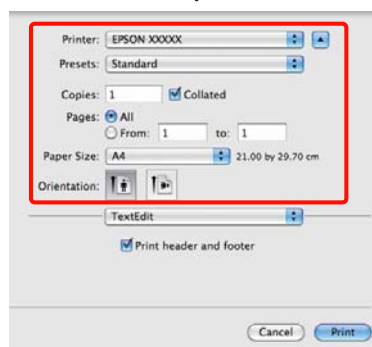 Printer: EPSON XXXXX
Presets: Standard
Copies: 1 Collated
Pages: All
From: 1 to: 1
Paper Size: A4 21.00 by 29.70 cm
Orientation:
TextEdit
Print header and footer
Cancel Print